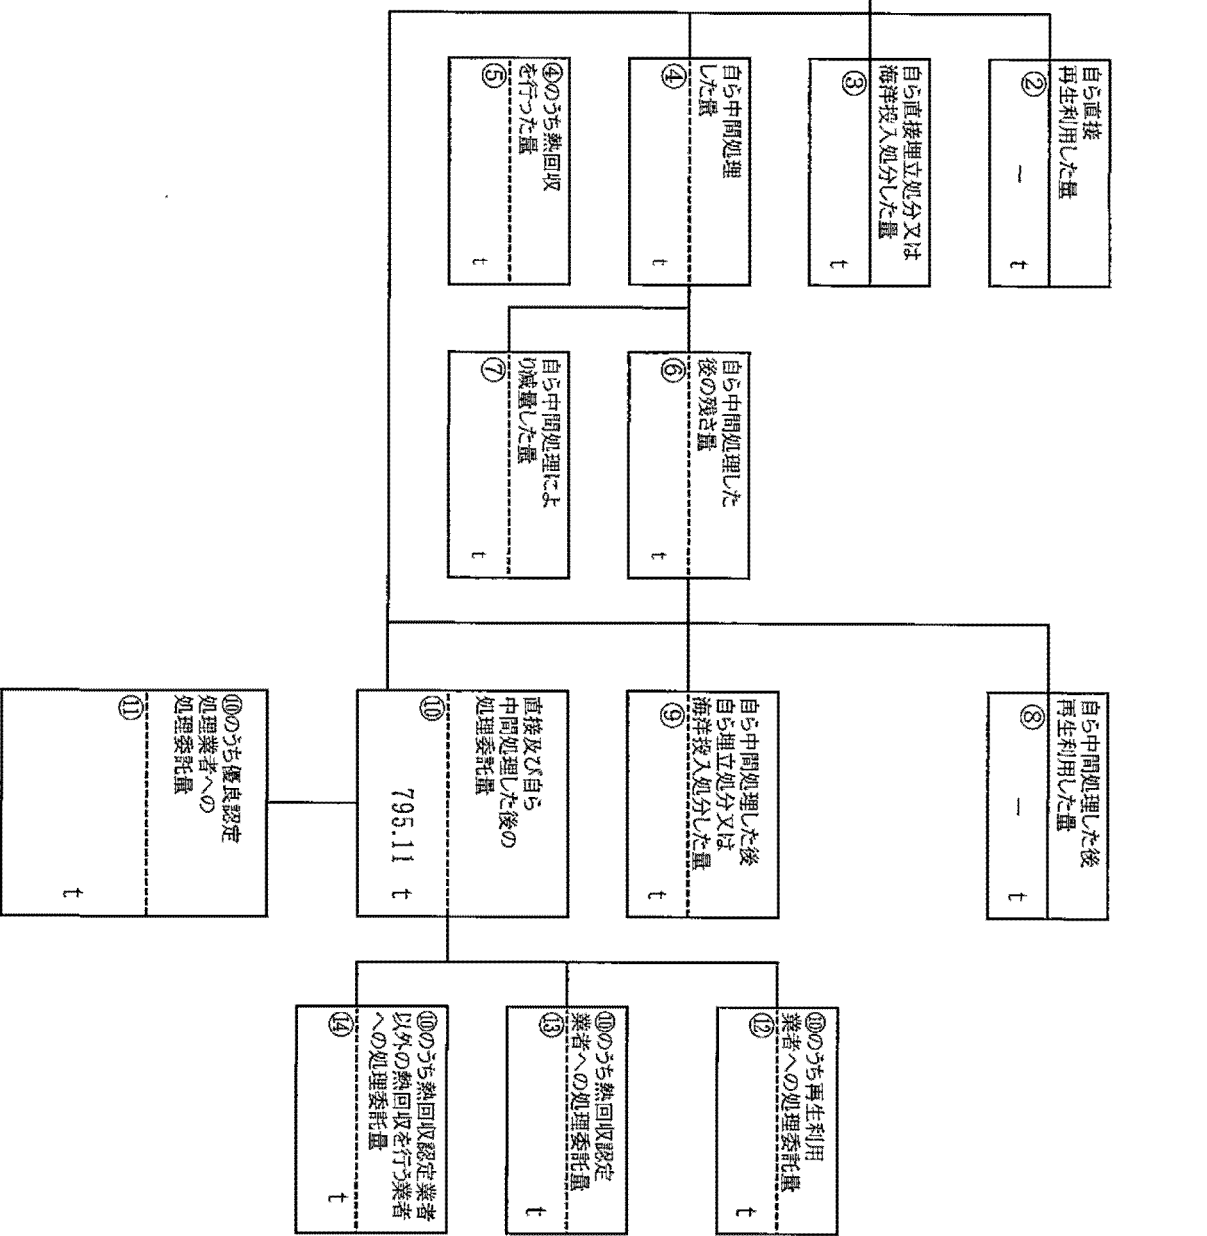 自ら直接
再生利用した量
②
－
t
自ら直接埋立処分又は
海洋投入処分した量
③
t
自ら中間処理
した量
④
t
④のうち熱回収
を行った量
⑤
t
自ら中間処理した
後の残さ量
⑥
t
自ら中間処理によ
り減量した量
⑦
t
自ら中間処理した後
再生利用した量
⑧
－
t
自ら中間処理した後
自ら埋立処分又は
海洋投入処分した量
⑨
t
直接及び自ら
中間処理した後の
処理委託量
⑩
795.11 t
⑩のうち優良認定
処理業者への
処理委託量
⑪
t
⑩のうち再生利用
業者への処理委託量
⑫
t
⑩のうち熱回収認定
業者への処理委託量
⑬
t
⑩のうち熱回収認定業者
以外の熱回収を行う業者
への処理委託量
⑭
t